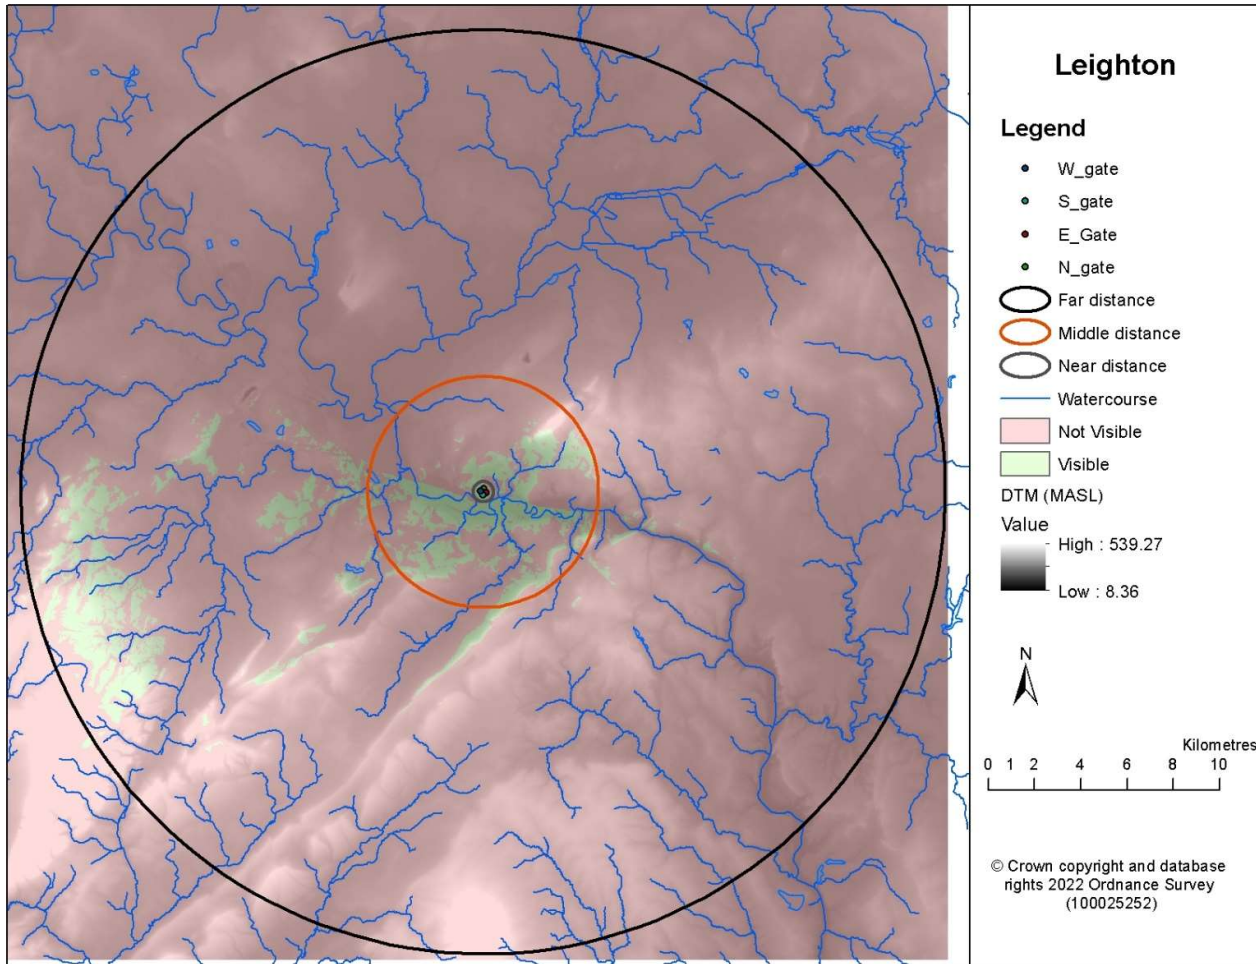 Leighton
Legend
W_gate
S_gate
E_Gate
N_gate
Far distance
Middle distance
Near distance
Watercourse
Not Visible
Visible
DTM (MASL)
Value
High : 539.27
Low : 8.36
N
Kilometres
0 1 2 4 6 8 10
© Crown copyright and database
rights 2022 Ordnance Survey
(100025252)